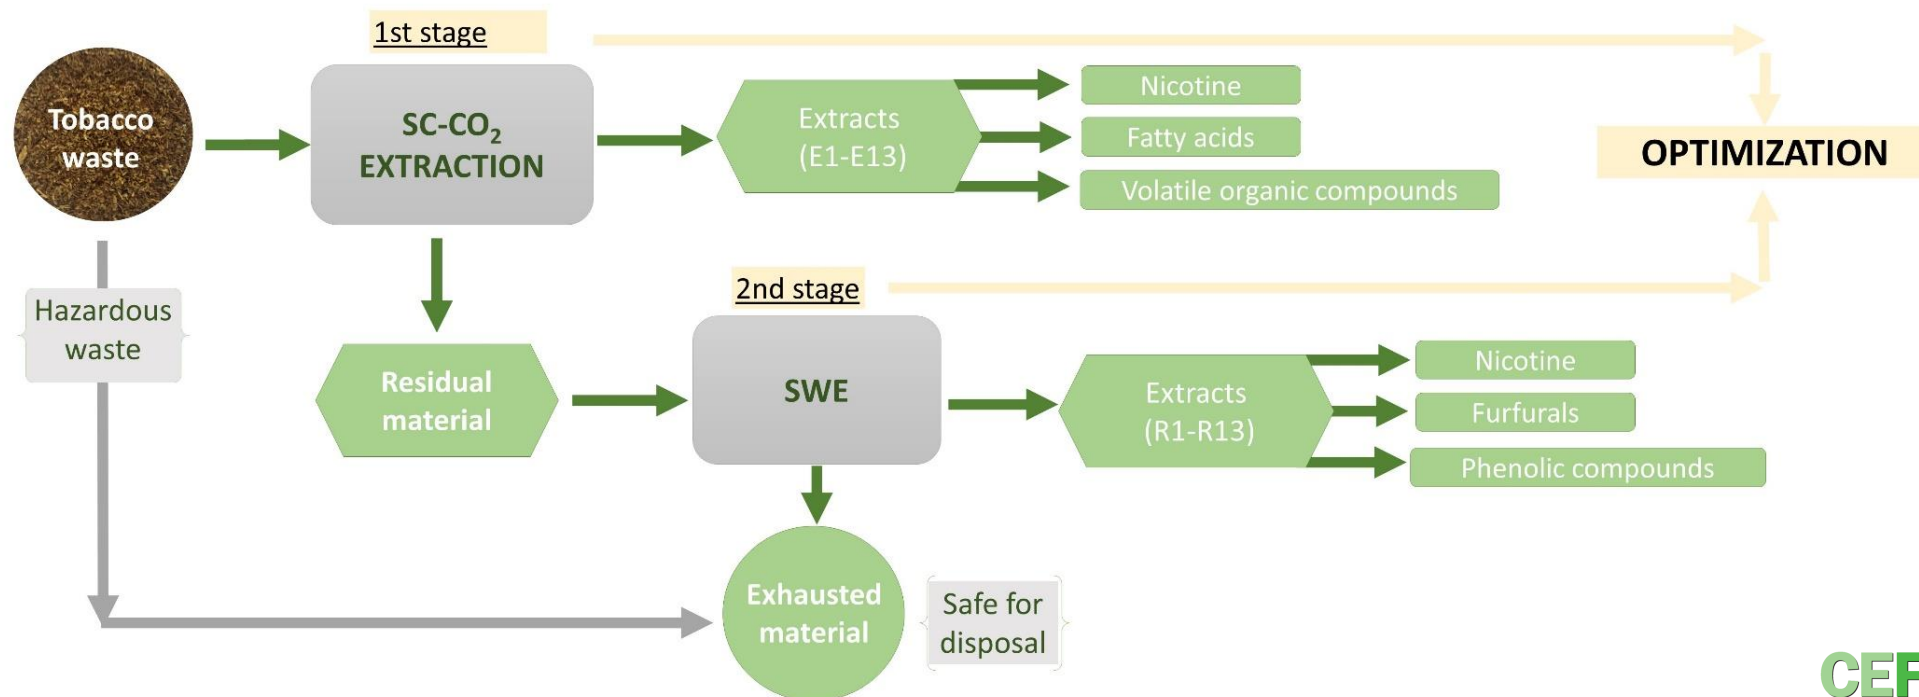 1st stage
Tobacco
waste
SC-CO₂
EXTRACTION
Extracts
(E1-E13)
Nicotine
Fatty acids
Volatile organic compounds
OPTIMIZATION
Hazardous
waste
2nd stage
Residual
material
SWE
Extracts
(R1-R13)
Nicotine
Furfurals
Phenolic compounds
Exhausted
material
Safe for
disposal
CEF